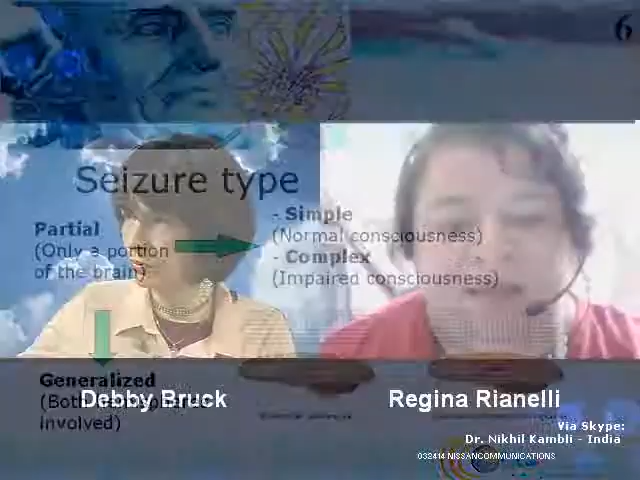 6
Seizure type
Partial
(Only a portion
of the brain)
- Simple
(Normal consciousness)
- Complex
(Impaired consciousness)
Generalized
(Both
involved)
Debby Bruck
Regina Rianelli
Via Skype:
Dr. Nikhil Kambli - India
032414 NISSANCOMMUNICATIONS